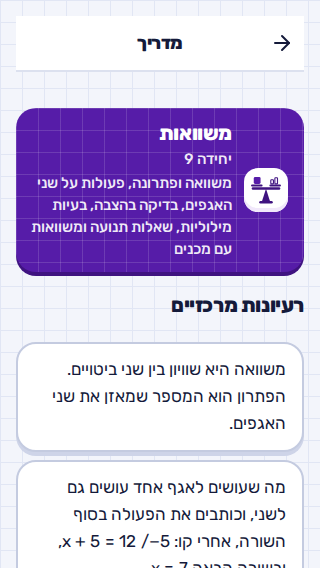 מדריך
משוואות
יחידה 9
משוואה ופתרונה, פעולות על שני
האגפים, בדיקה בהצבה, בעיות
מילוליות, שאלות תנועה ומשוואות
עם מכנים
רעיונות מרכזיים
משוואה היא שוויון בין שני ביטויים.
הפתרון הוא המספר שמאזן את שני
האגפים.
מה שעושים לאגף אחד עושים גם
לשני, וכותבים את הפעולה בסוף
השורה, אחרי קו: x + 5 = 12 /−5,